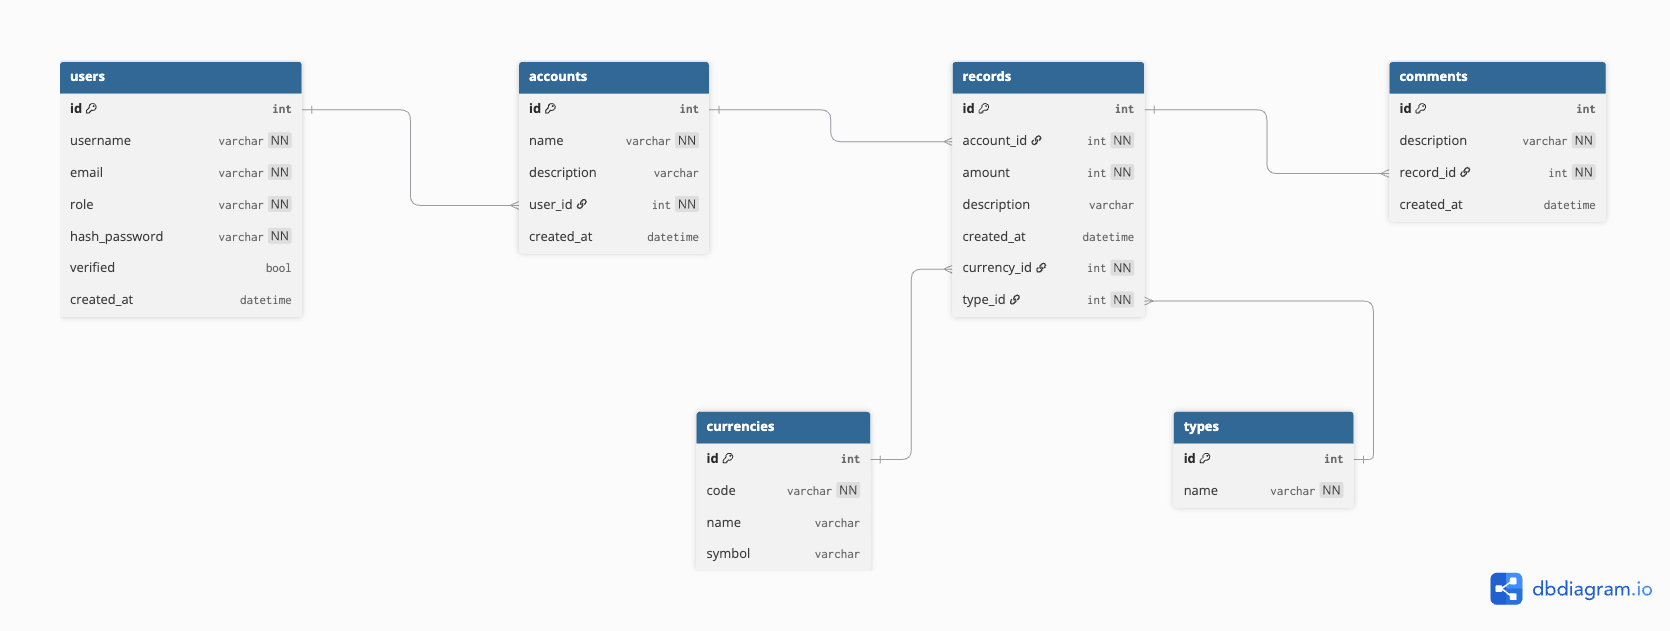 users
id int
username varchar NN
email varchar NN
role varchar NN
hash_password varchar NN
verified bool
created_at datetime
accounts
id int
name varchar NN
description varchar
user_id int NN
created_at datetime
records
id int
account_id int NN
amount int NN
description varchar
created_at datetime
currency_id int NN
type_id int NN
comments
id int
description varchar NN
record_id int NN
created_at datetime
currencies
id int
code varchar NN
name varchar
symbol varchar
types
id int
name varchar NN
dbdiagram.io